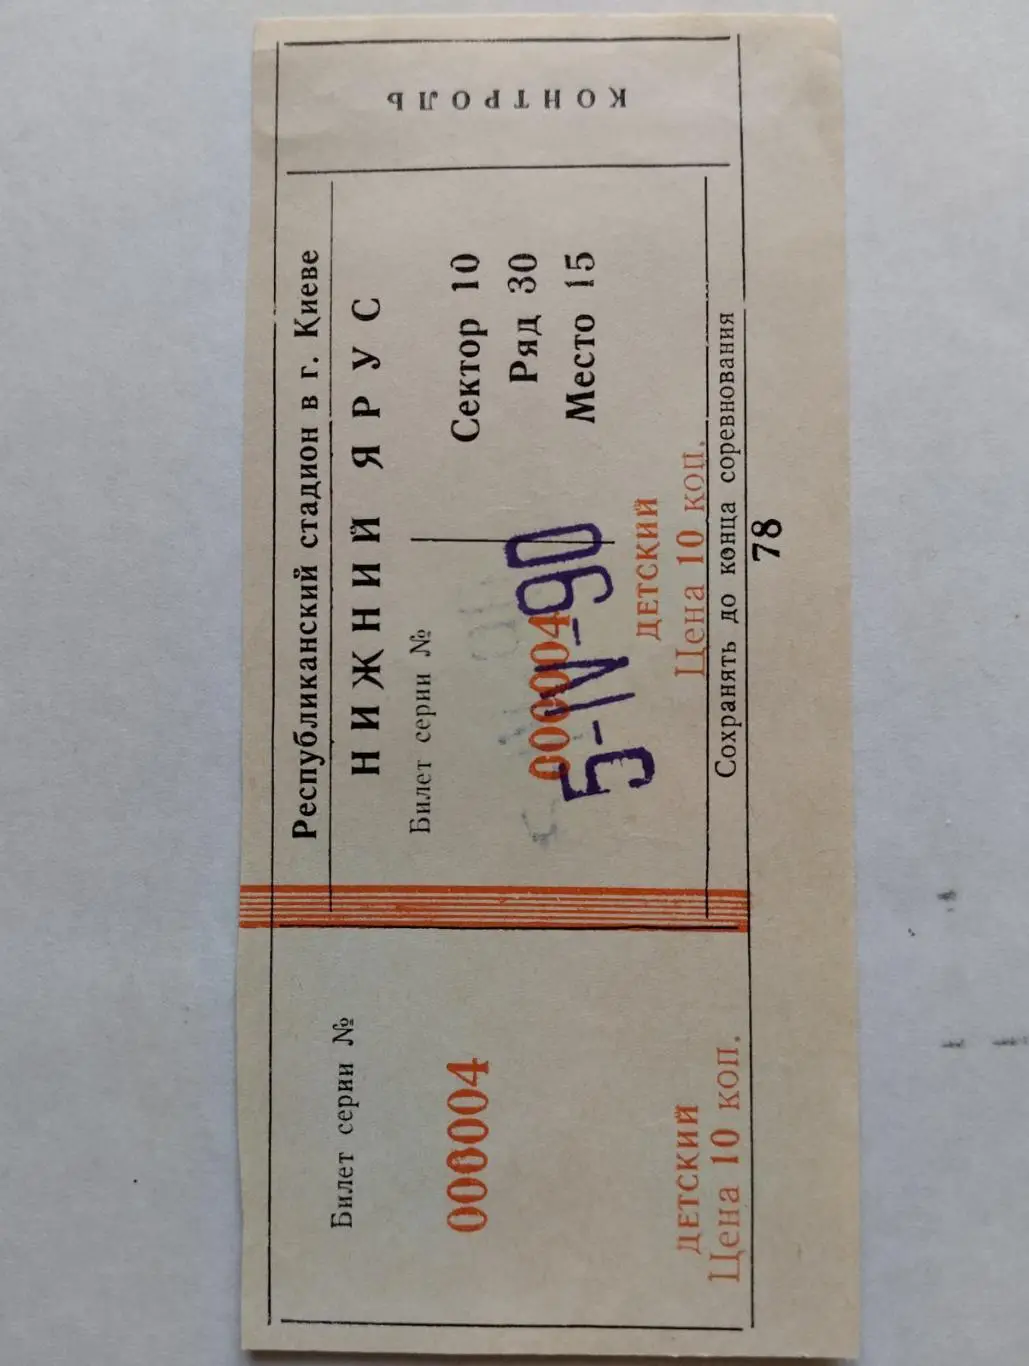 Билет серии №
000004
ДЕТСКИЙ
Цена 10 коп.
Республиканский стадион в г. Киеве
НИЖНИЙ ЯРУС
Билет серии №
000004
5-IV-90
Сектор 10
Ряд 30
Место 15
ДЕТСКИЙ
Цена 10 коп.
Сохранять до конца соревнования
78
КОНТРОЛЬ